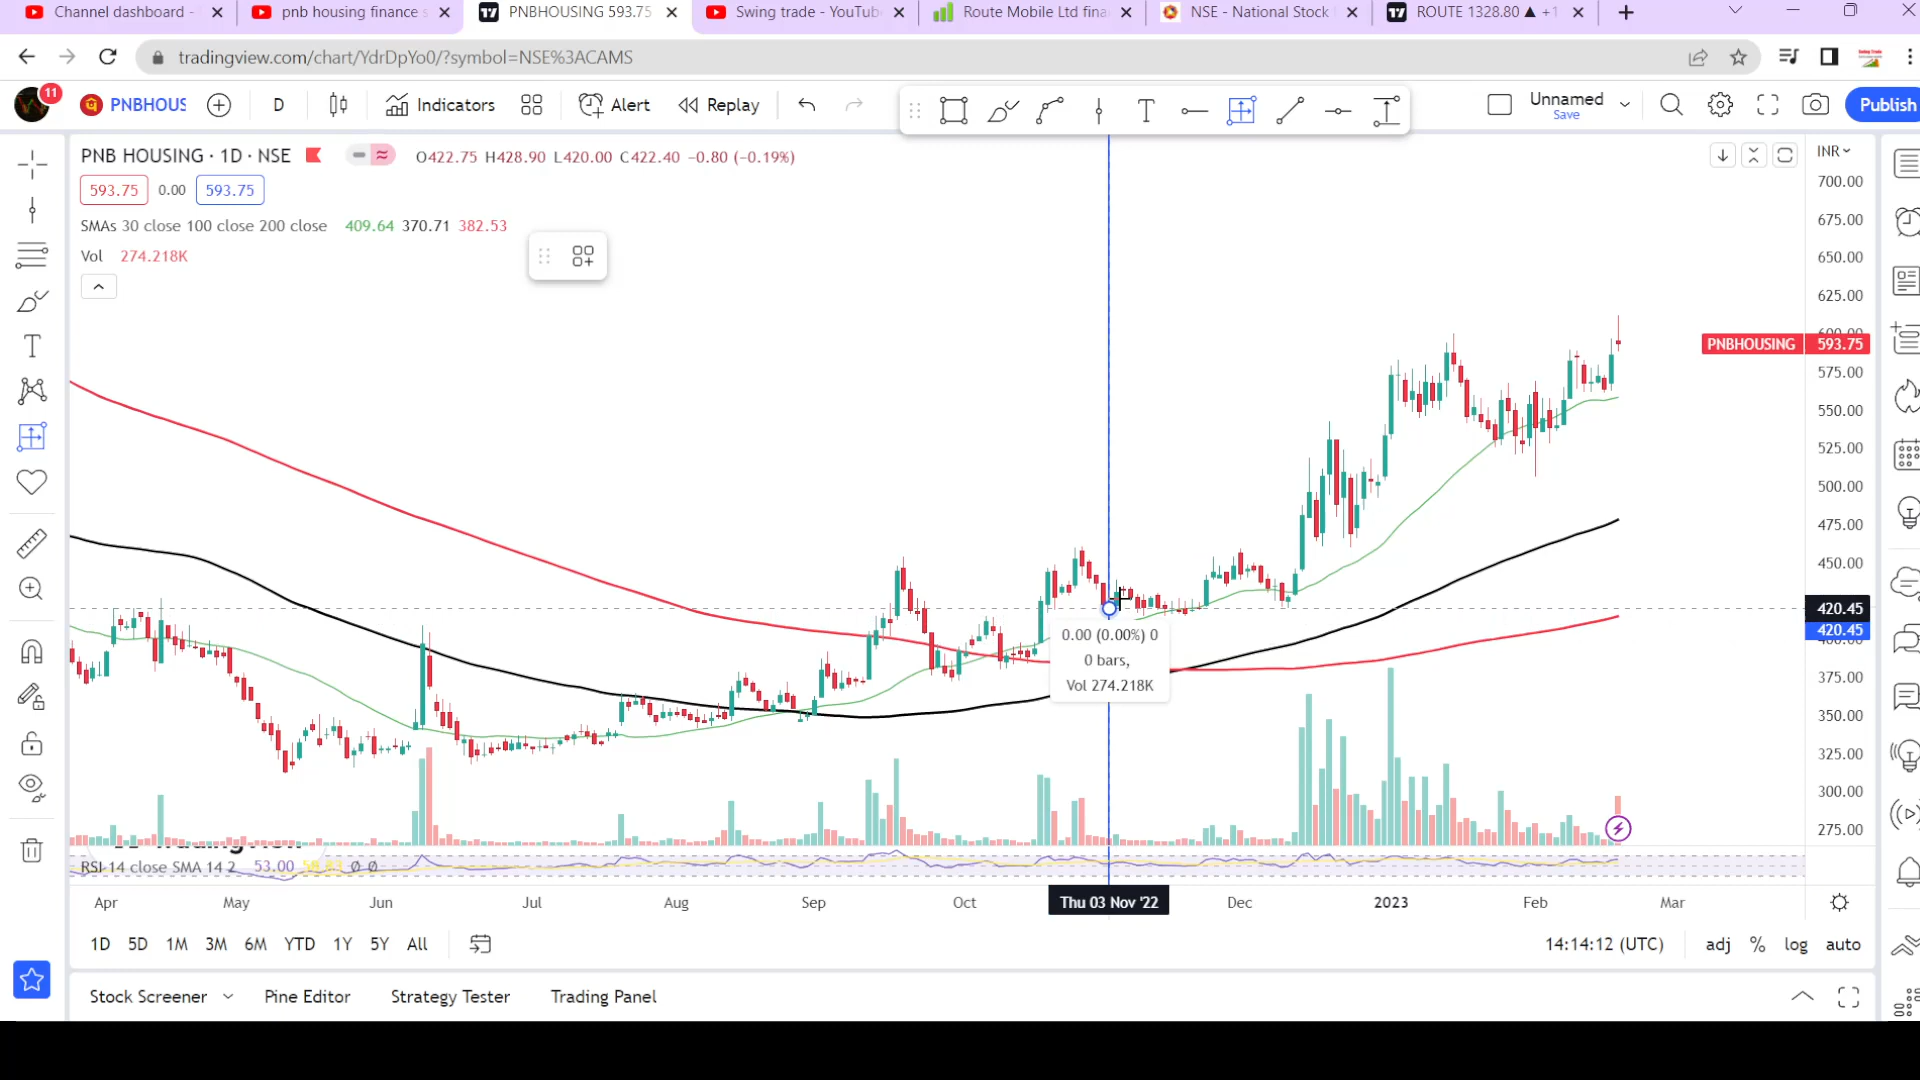 Channel dashboard -
pnb housing finance s
PNBHOUSING 593.75
Swing trade - YouTub
Route Mobile Ltd fina
NSE - National Stock
ROUTE 1328.80 ▲ +1
tradingview.com/chart/YdrDpYo0/?symbol=NSE%3ACAMS
11
PNBHOUS
D
Indicators
Alert
Replay
Unnamed
Save
Publish
PNB HOUSING · 1D · NSE
O422.75 H428.90 L420.00 C422.40 −0.80 (−0.19%)
INR
593.75 0.00 593.75
SMAs 30 close 100 close 200 close 409.64 370.71 382.53
Vol 274.218K
700.00
675.00
650.00
625.00
600.00
PNBHOUSING 593.75
575.00
550.00
525.00
500.00
475.00
450.00
420.45
420.45
400.00
375.00
350.00
325.00
300.00
275.00
0.00 (0.00%) 0
0 bars,
Vol 274.218K
RSI 14 close SMA 14 2 53.00 Ø Ø
Apr May Jun Jul Aug Sep Oct Thu 03 Nov '22 Dec 2023 Feb Mar
1D 5D 1M 3M 6M YTD 1Y 5Y All
14:14:12 (UTC) adj % log auto
Stock Screener Pine Editor Strategy Tester Trading Panel